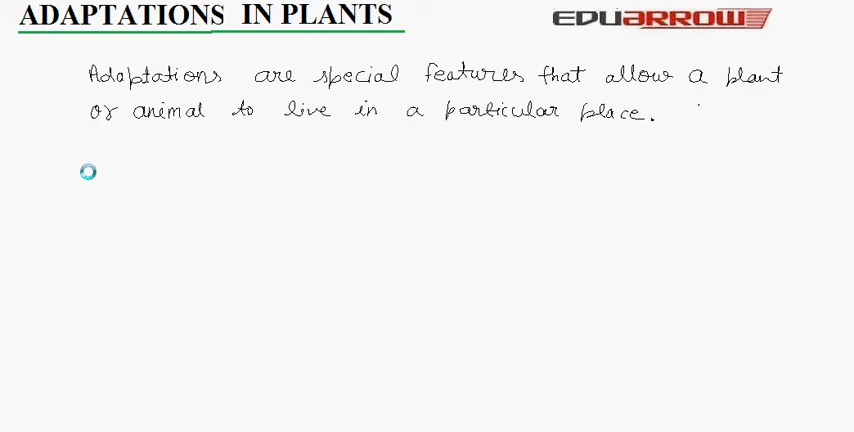 ADAPTATIONS IN PLANTS
EDUARROW
Adaptations are special features that allow a plant
or animal to live in a particular place.